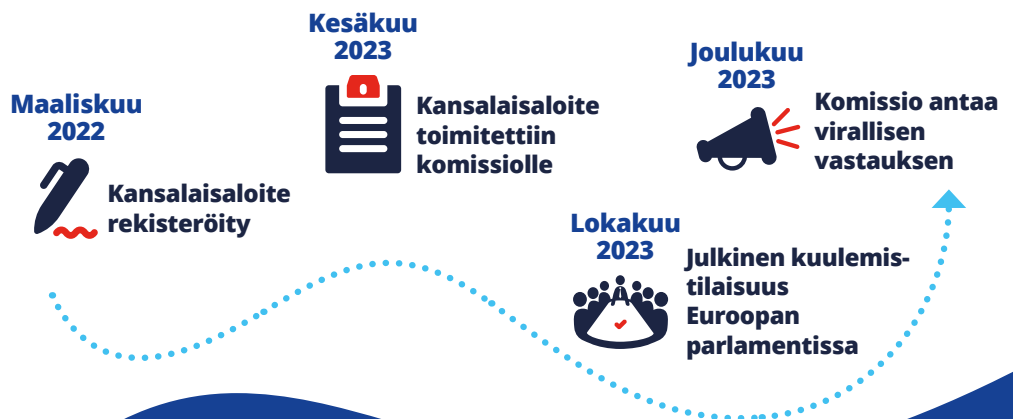 Maaliskuu
2022
Kansalaisaloite
rekisteröity
Kesäkuu
2023
Kansalaisaloite
toimitettiin
komissiolle
Lokakuu
2023
Julkinen kuulemis-
tilaisuus
Euroopan
parlamentissa
Joulukuu
2023
Komissio antaa
virallisen
vastauksen